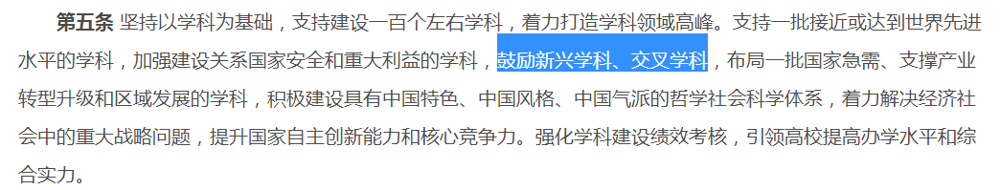 第五条 坚持以学科为基础，支持建设一百个左右学科，着力打造学科领域高峰。支持一批接近或达到世界先进
水平的学科，加强建设关系国家安全和重大利益的学科，鼓励新兴学科、交叉学科，布局一批国家急需、支撑产业
转型升级和区域发展的学科，积极建设具有中国特色、中国风格、中国气派的哲学社会科学体系，着力解决经济社
会中的重大战略问题，提升国家自主创新能力和核心竞争力。强化学科建设绩效考核，引领高校提高办学水平和综
合实力。